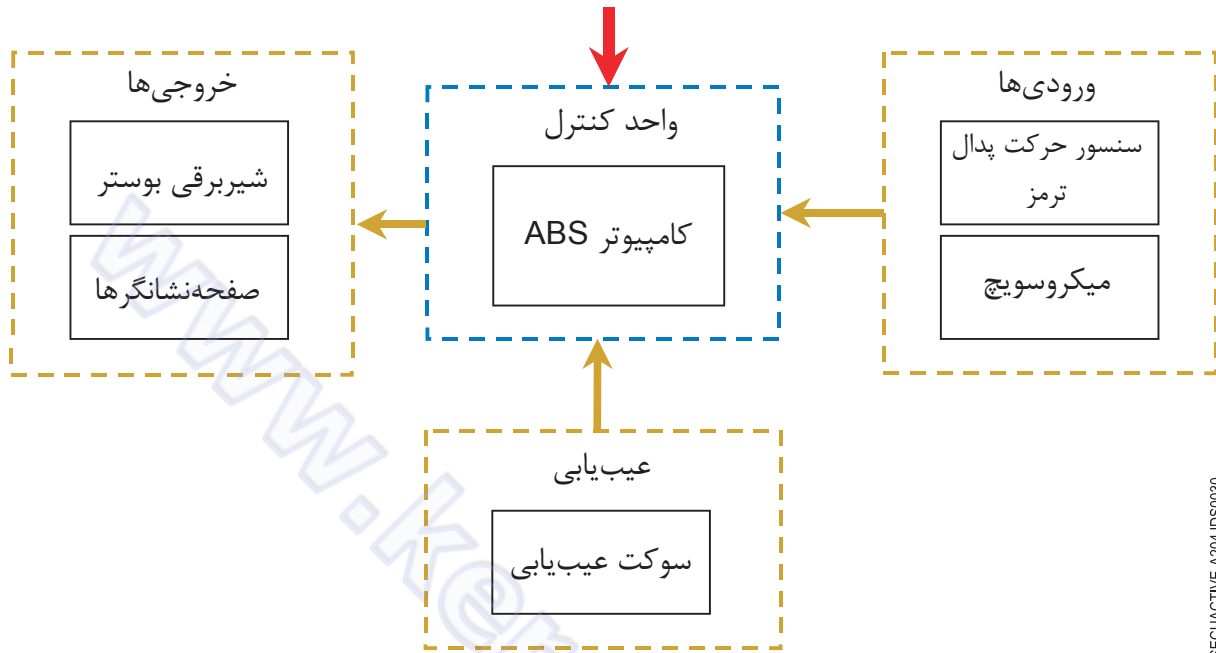 ورودی‌ها
سنسور حرکت پدال
ترمز
میکروسویچ
واحد کنترل
کامپیوتر ABS
خروجی‌ها
شیربرقی بوستر
صفحه‌نشانگرها
عیب‌یابی
سوکت عیب‌یابی
www.ker